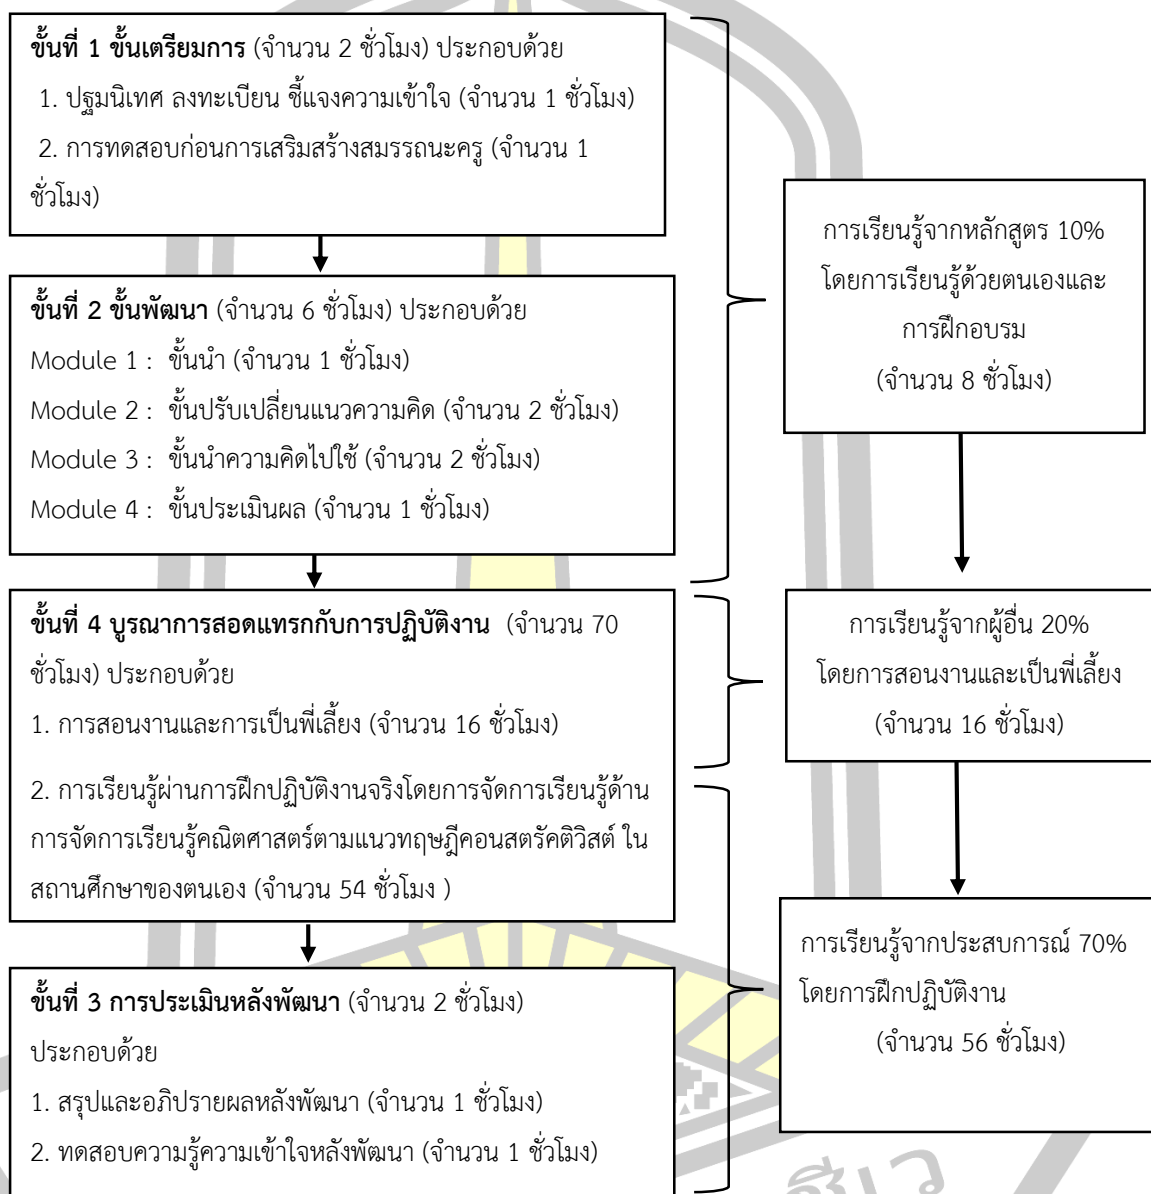 ขั้นที่ 1 ขั้นเตรียมการ (จำนวน 2 ชั่วโมง) ประกอบด้วย
1. ปฐมนิเทศ ลงทะเบียน ชี้แจงความเข้าใจ (จำนวน 1 ชั่วโมง)
2. การทดสอบก่อนการเสริมสร้างสมรรถนะครู (จำนวน 1
ชั่วโมง)
ขั้นที่ 2 ขั้นพัฒนา (จำนวน 6 ชั่วโมง) ประกอบด้วย
Module 1 : ขั้นนำ (จำนวน 1 ชั่วโมง)
Module 2 : ขั้นปรับเปลี่ยนแนวความคิด (จำนวน 2 ชั่วโมง)
Module 3 : ขั้นนำความคิดไปใช้ (จำนวน 2 ชั่วโมง)
Module 4 : ขั้นประเมินผล (จำนวน 1 ชั่วโมง)
ขั้นที่ 4 บูรณาการสอดแทรกกับการปฏิบัติงาน (จำนวน 70
ชั่วโมง) ประกอบด้วย
1. การสอนงานและการเป็นพี่เลี้ยง (จำนวน 16 ชั่วโมง)
2. การเรียนรู้ผ่านการฝึกปฏิบัติงานจริงโดยการจัดการเรียนรู้ด้าน
การจัดการเรียนรู้คณิตศาสตร์ตามแนวทฤษฎีคอนสตรัคติวิสต์ ใน
สถานศึกษาของตนเอง (จำนวน 54 ชั่วโมง )
ขั้นที่ 3 การประเมินหลังพัฒนา (จำนวน 2 ชั่วโมง)
ประกอบด้วย
1. สรุปและอภิปรายผลหลังพัฒนา (จำนวน 1 ชั่วโมง)
2. ทดสอบความรู้ความเข้าใจหลังพัฒนา (จำนวน 1 ชั่วโมง)
การเรียนรู้จากหลักสูตร 10%
โดยการเรียนรู้ด้วยตนเองและ
การฝึกอบรม
(จำนวน 8 ชั่วโมง)
การเรียนรู้จากผู้อื่น 20%
โดยการสอนงานและเป็นพี่เลี้ยง
(จำนวน 16 ชั่วโมง)
การเรียนรู้จากประสบการณ์ 70%
โดยการฝึกปฏิบัติงาน
(จำนวน 56 ชั่วโมง)